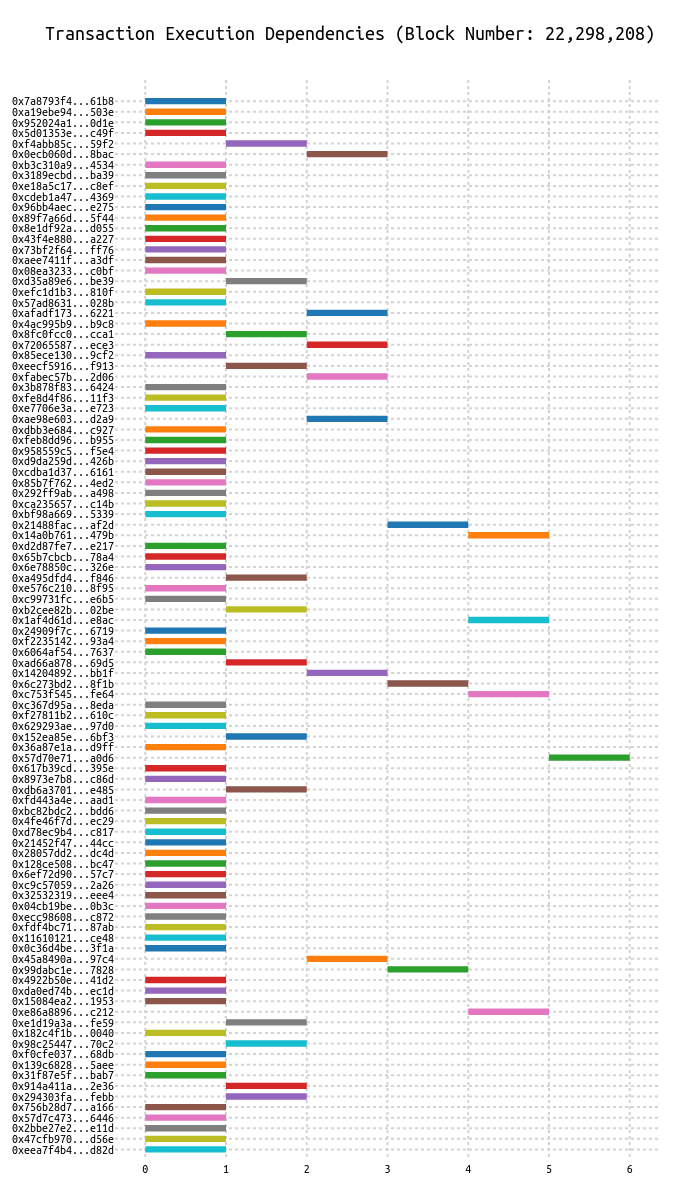 Transaction Execution Dependencies (Block Number: 22,298,208)
0x7a8793f4...61b8
0xa19ebe94...503e
0x952024a1...0d1e
0x5d01353e...c49f
0xf4abb85c...59f2
0x0ecb060d...8bac
0xb3c310a9...4534
0x3189ecbd...ba39
0xe18a5c17...c8ef
0xcdeb1a47...4369
0x96bb4aec...e275
0x89f7a66d...5f44
0x8e1df92a...d055
0x43f4e880...a227
0x73bf2f64...ff76
0xaee7411f...a3df
0x08ea3233...c0bf
0xd35a89e6...be39
0xefc1d1b3...810f
0x57ad8631...028b
0xafadf173...6221
0x4ac995b9...b9c8
0x8fc0fcc0...cca1
0x72065587...ece3
0x85ece130...9cf2
0xeecf5916...f913
0xfabec57b...2d06
0x3b878f83...6424
0xfe8d4f86...11f3
0xe7706e3a...e723
0xae98e603...d2a9
0xdbb3e684...c927
0xfeb8dd96...b955
0x958559c5...f5e4
0xd9da259d...426b
0xcdba1d37...6161
0x85b7f762...4ed2
0x292ff9ab...a498
0xca235657...c14b
0xbf98a669...5339
0x21488fac...af2d
0x14a0b761...479b
0xd2d87fe7...e217
0x65b7cbcb...78a4
0x6e78850c...326e
0xa495dfd4...f846
0xe576c210...8f95
0xc99731fc...e6b5
0xb2cee82b...02be
0x1af4d61d...e8ac
0x24909f7c...6719
0xf2235142...93a4
0x6064af54...7637
0xad66a878...69d5
0x14204892...bb1f
0x6c273bd2...8f1b
0xc753f545...fe64
0xc367d95a...8eda
0xf27811b2...610c
0x629293ae...97d0
0x152ea85e...6bf3
0x36a87e1a...d9ff
0x57d70e71...a0d6
0x617b39cd...395e
0x8973e7b8...c86d
0xdb6a3701...e485
0xfd443a4e...aad1
0xbc82bdc2...bdd6
0x4fe46f7d...ec29
0xd78ec9b4...c817
0x21452f47...44cc
0x28057dd2...dc4d
0x128ce508...bc47
0x6ef72d90...57c7
0xc9c57059...2a26
0x32532319...eee4
0x04cb19be...0b3c
0xecc98608...c872
0xfdf4bc71...87ab
0x11610121...ce48
0x0c36d4be...3f1a
0x45a8490a...97c4
0x99dabc1e...7828
0x4922b50e...41d2
0xda0ed74b...ec1d
0x15084ea2...1953
0xe86a8896...c212
0xe1d19a3a...fe59
0x182c4f1b...0040
0x98c25447...70c2
0xf0cfe037...68db
0x139c6828...5aee
0x31f87e5f...bab7
0x914a411a...2e36
0x294303fa...febb
0x756b28d7...a166
0x57d7c473...6446
0x2bbe27e2...e11d
0x47cfb970...d56e
0xeea7f4b4...d82d
0 1 2 3 4 5 6